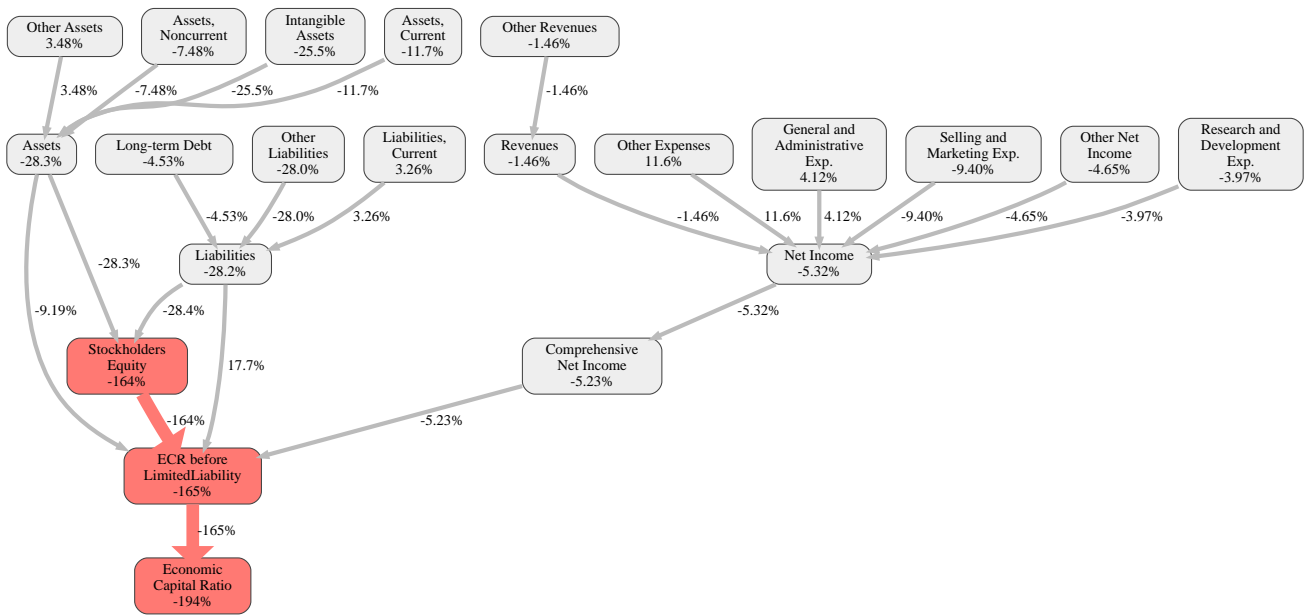 Other Assets
3.48%
Assets,
Noncurrent
-7.48%
Intangible
Assets
-25.5%
Assets,
Current
-11.7%
Other Revenues
-1.46%
3.48%
-7.48%
-25.5%
-11.7%
-1.46%
Assets
-28.3%
Long-term Debt
-4.53%
Other
Liabilities
-28.0%
Liabilities,
Current
3.26%
Revenues
-1.46%
Other Expenses
11.6%
General and
Administrative
Exp.
4.12%
Selling and
Marketing Exp.
-9.40%
Other Net
Income
-4.65%
Research and
Development
Exp.
-3.97%
-4.53%
-28.0%
3.26%
-1.46%
11.6%
4.12%
-9.40%
-4.65%
-3.97%
Liabilities
-28.2%
Net Income
-5.32%
-28.3%
-9.19%
-28.4%
-5.32%
Stockholders
Equity
-164%
17.7%
Comprehensive
Net Income
-5.23%
-164%
-5.23%
ECR before
LimitedLiability
-165%
-165%
Economic
Capital Ratio
-194%